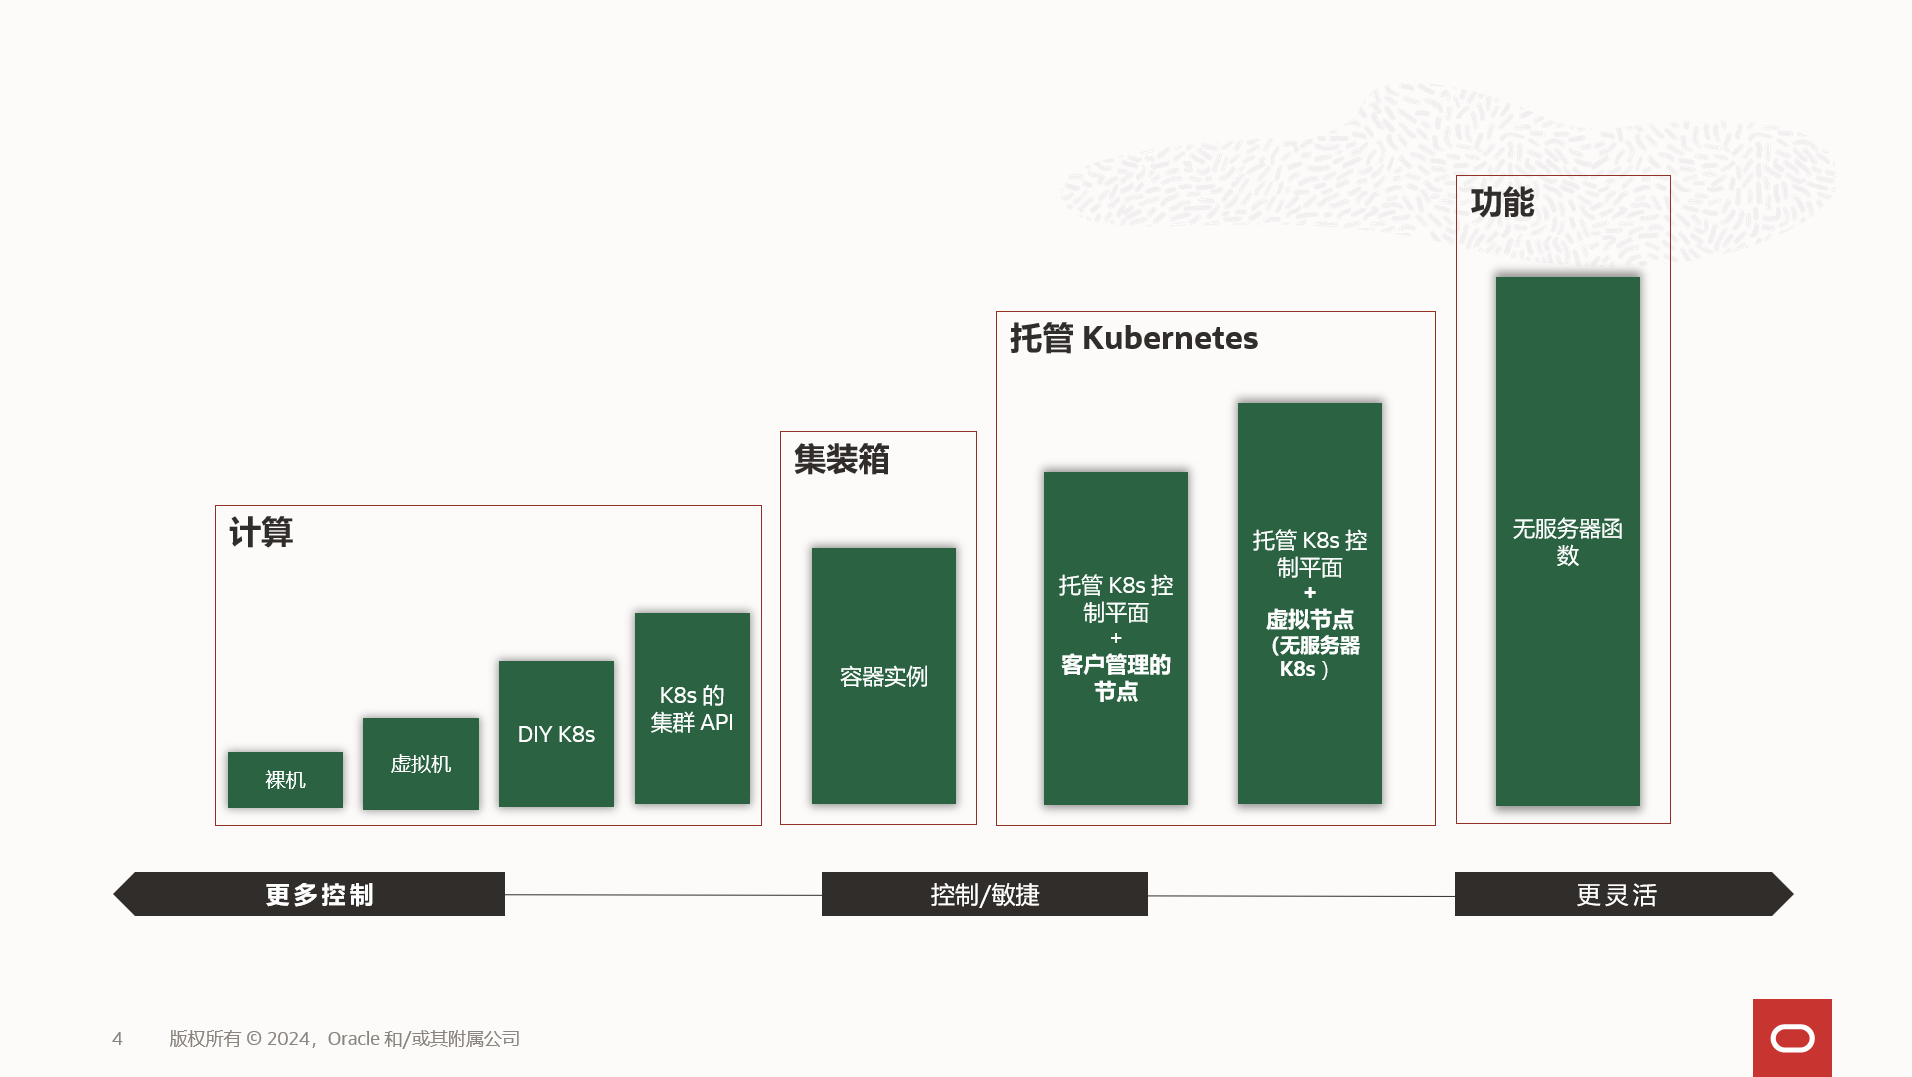 功能
托管 Kubernetes
集装箱
计算
裸机
虚拟机
DIY K8s
K8s 的
集群 API
容器实例
托管 K8s 控
制平面
+
客户管理的
节点
托管 K8s 控
制平面
+
虚拟节点
（无服务器
K8s ）
无服务器函
数
更多控制
控制/敏捷
更灵活
4
版权所有 © 2024，Oracle 和/或其附属公司